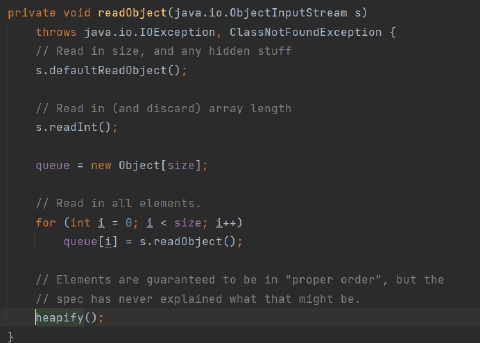 private void readObject(java.io.ObjectInputStream s)
    throws java.io.IOException, ClassNotFoundException {
    // Read in size, and any hidden stuff
    s.defaultReadObject();

    // Read in (and discard) array length
    s.readInt();

    queue = new Object[size];

    // Read in all elements.
    for (int i = 0; i < size; i++)
        queue[i] = s.readObject();

    // Elements are guaranteed to be in "proper order", but the
    // spec has never explained what that might be.
    heapify();
}